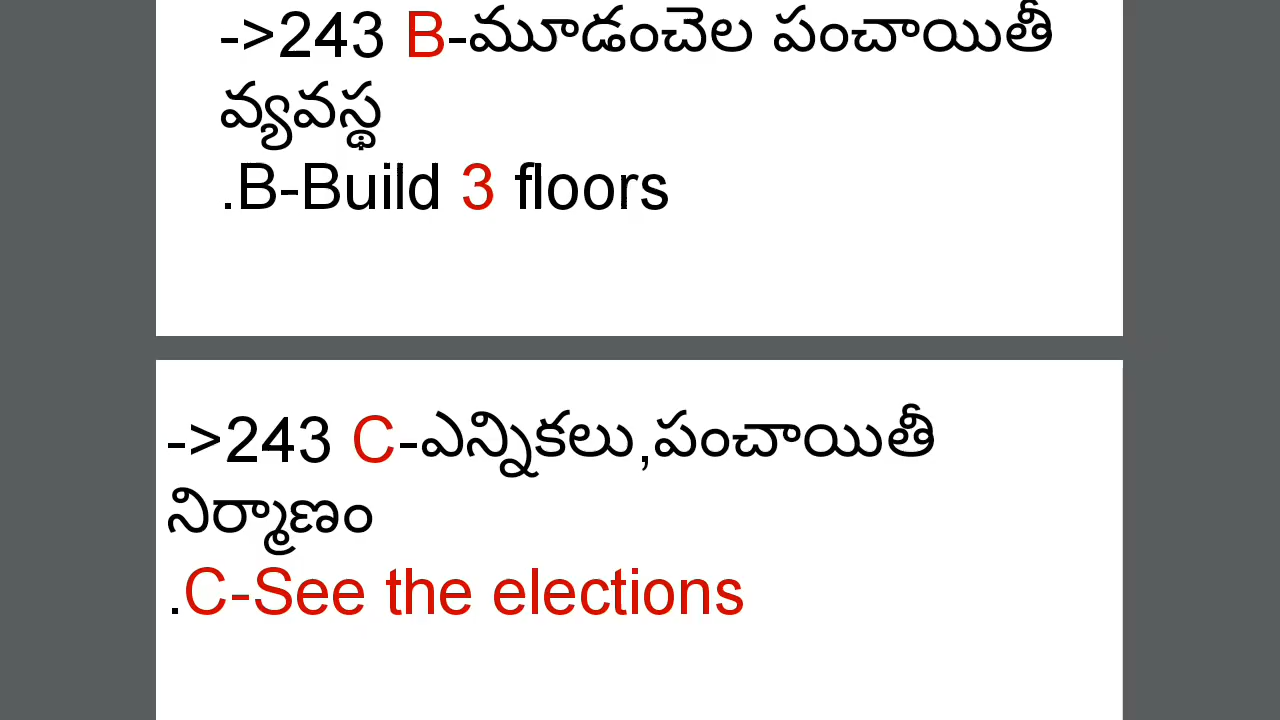 ->243 B-మూడంచెల పంచాయితీ
వ్యవస్థ
.B-Build 3 floors
->243 C-ఎన్నికలు,పంచాయితీ
నిర్మాణం
.C-See the elections